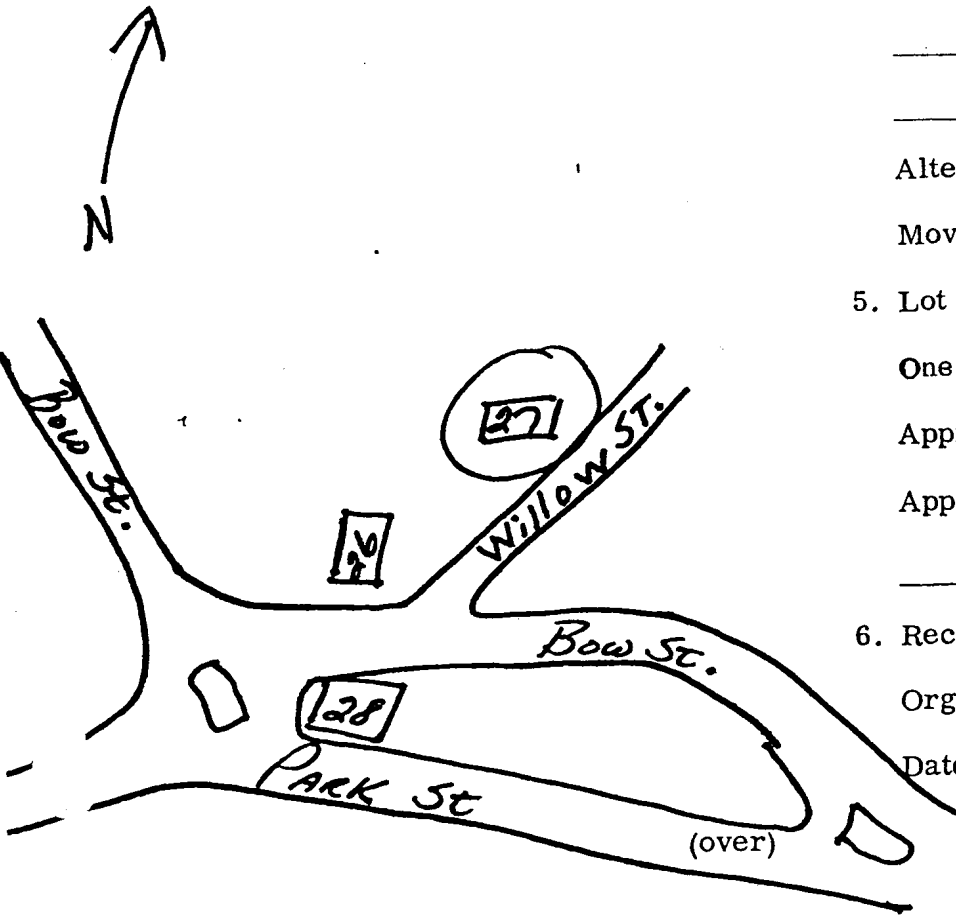 N
Alte
Mov
5. Lot
One
App
App
6. Rec
Org
Date
Bow St.
27
Willow ST.
26
Bow St.
28
PARK St
(over)